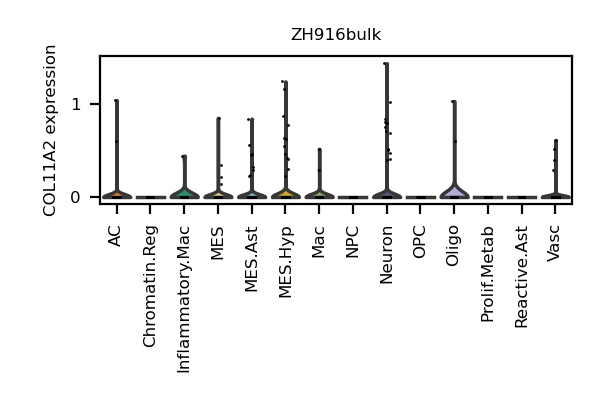 ZH916bulk
COL11A2 expression
1
0
AC
Chromatin.Reg
Inflammatory.Mac
MES
MES.Ast
MES.Hyp
Mac
NPC
Neuron
OPC
Oligo
Prolif.Metab
Reactive.Ast
Vasc